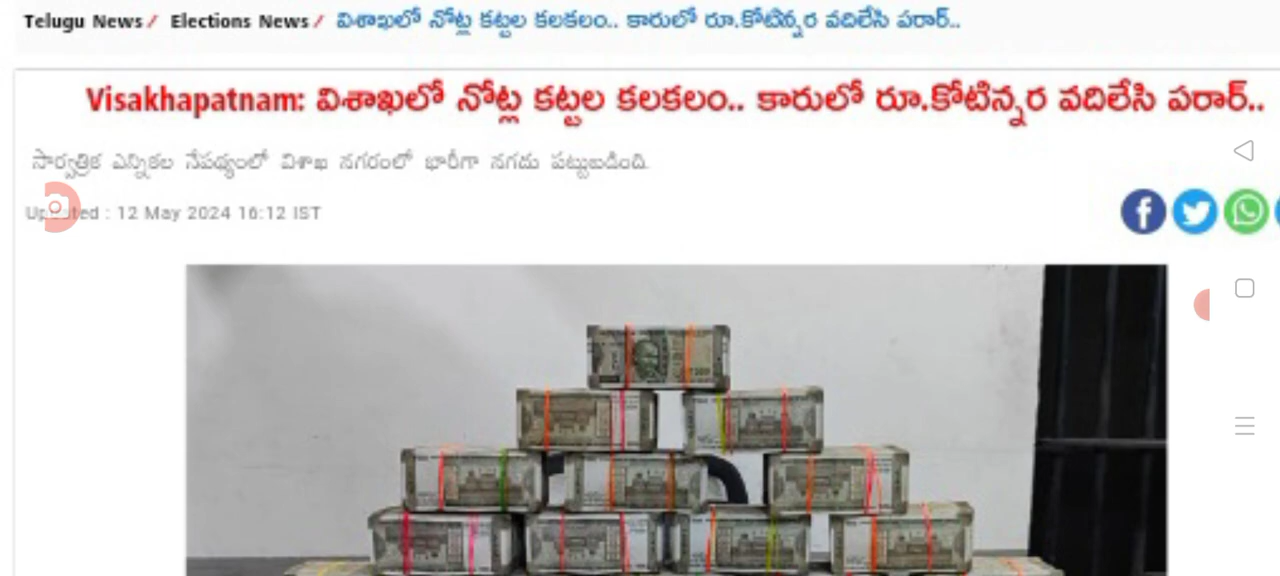 Telugu News / Elections News / విశాఖలో నోట్ల కట్టల కలకలం.. కారులో రూ.కోటిన్నర వదిలేసి పరార్..
Visakhapatnam: విశాఖలో నోట్ల కట్టల కలకలం.. కారులో రూ.కోటిన్నర వదిలేసి పరార్..
సార్వత్రిక ఎన్నికల నేపథ్యంలో విశాఖ నగరంలో భారీగా నగదు పట్టుబడింది.
Updated : 12 May 2024 16:12 IST